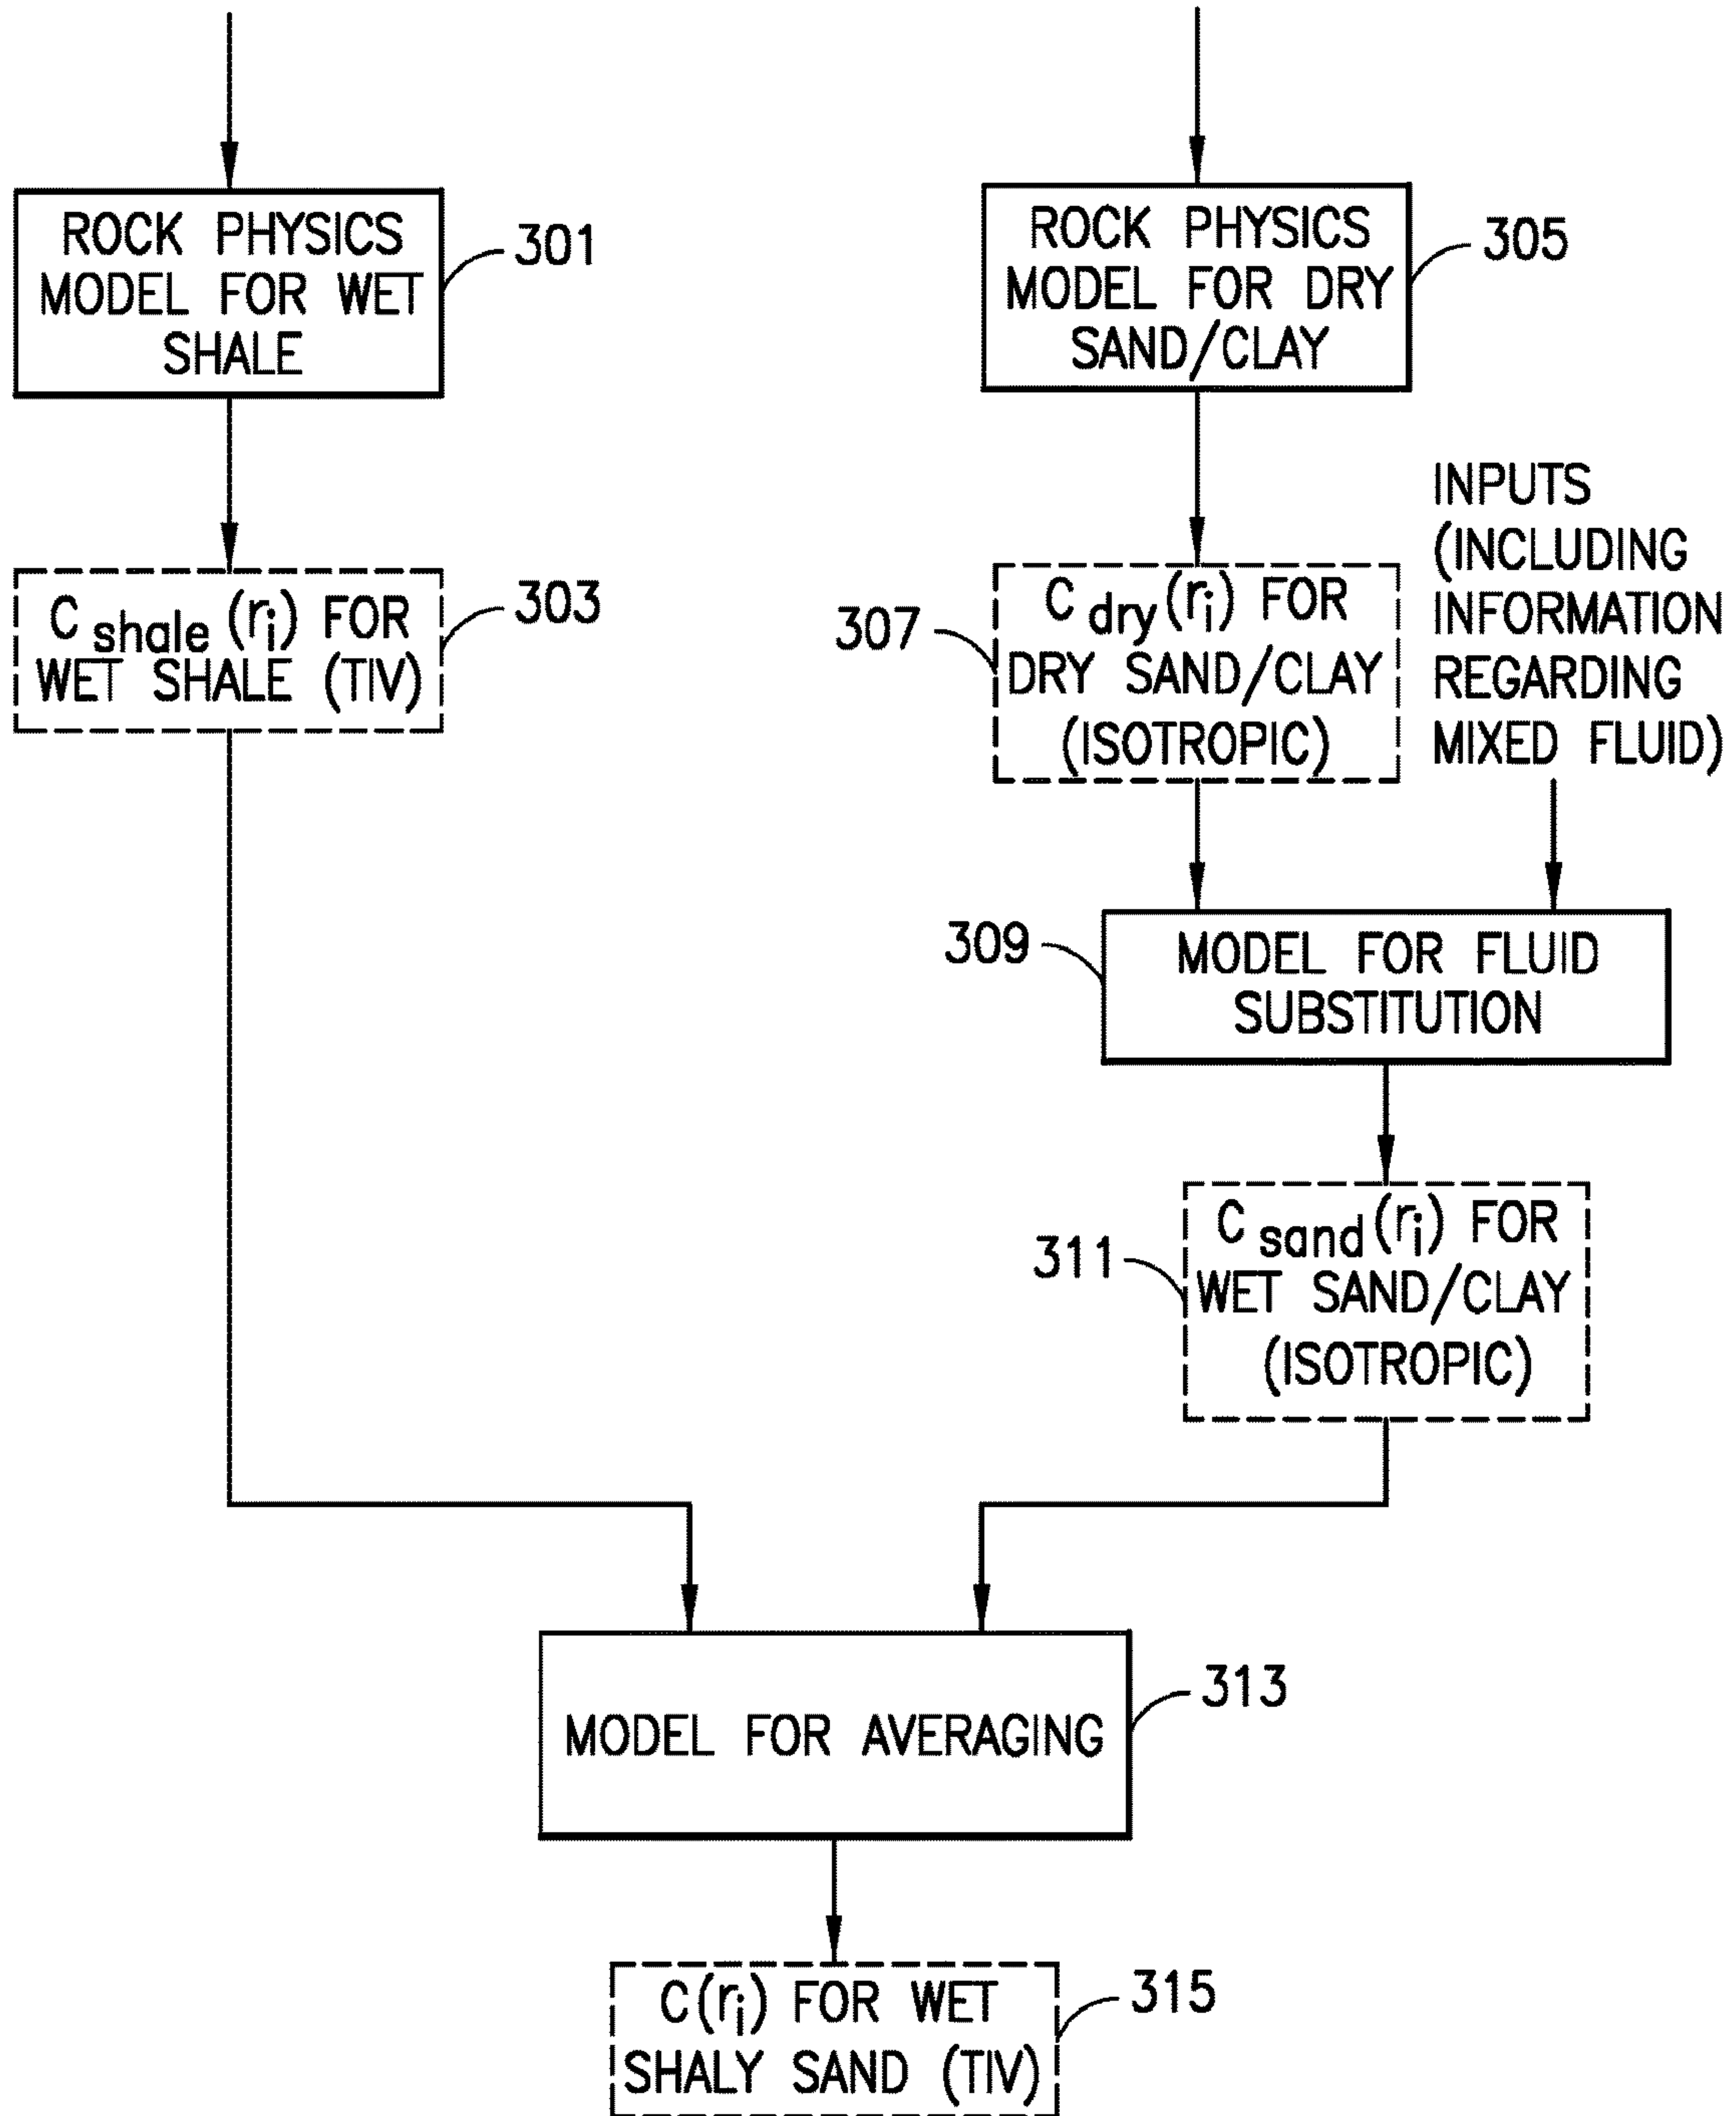 ROCK PHYSICS
MODEL FOR WET
SHALE
301
ROCK PHYSICS
MODEL FOR DRY
SAND/CLAY
305
C shale (ri) FOR
WET SHALE (TIV)
303
C dry (ri) FOR
DRY SAND/CLAY
(ISOTROPIC)
307
INPUTS
(INCLUDING
INFORMATION
REGARDING
MIXED FLUID)
309
MODEL FOR FLUID
SUBSTITUTION
311
C sand (ri) FOR
WET SAND/CLAY
(ISOTROPIC)
MODEL FOR AVERAGING
313
C(ri) FOR WET
SHALY SAND (TIV)
315